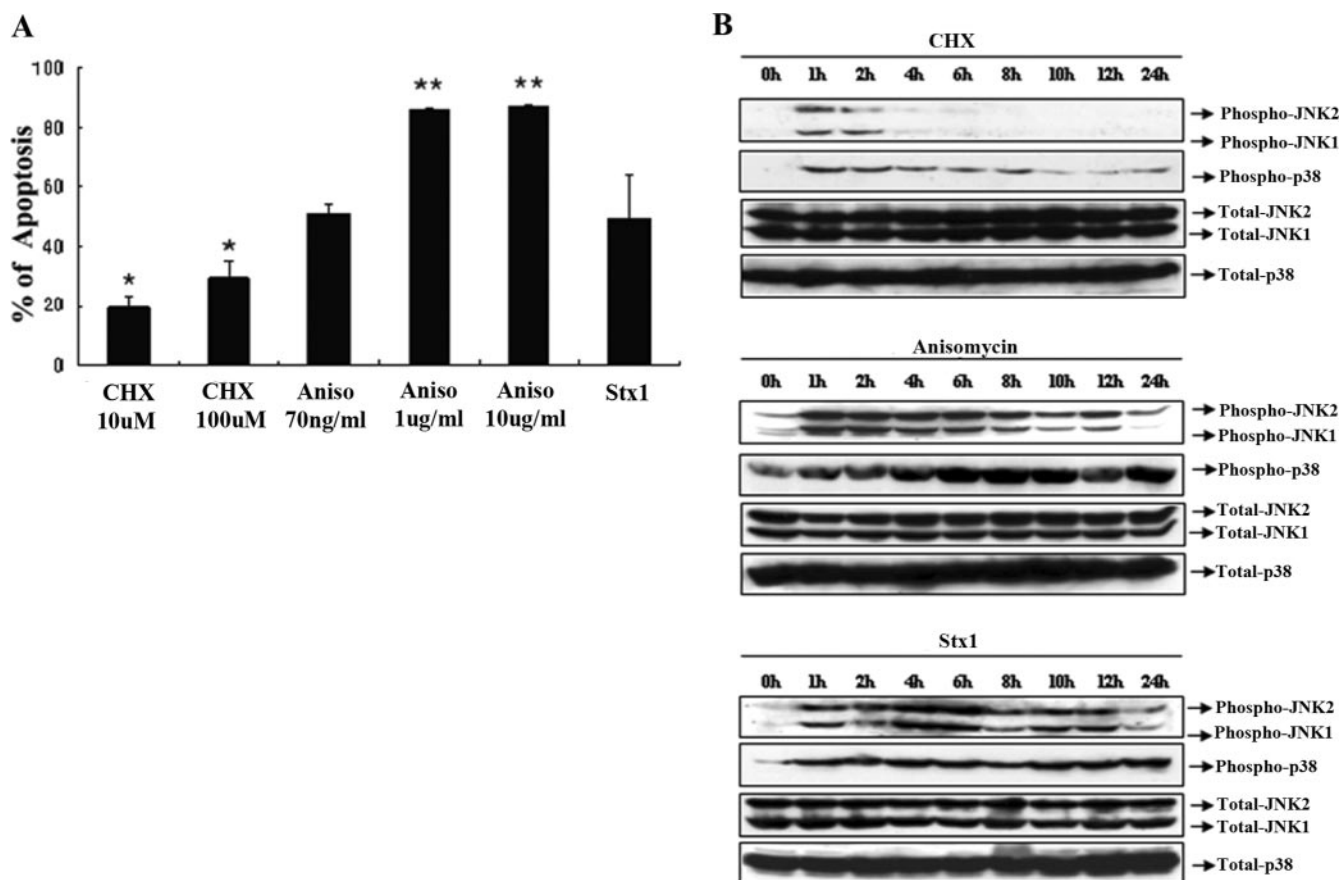 A
% of Apoptosis
100
80
60
40
20
0
* * ** **
CHX 10uM
CHX 100uM
Aniso 70ng/ml
Aniso 1ug/ml
Aniso 10ug/ml
Stx1
B
CHX
0h 1h 2h 4h 6h 8h 10h 12h 24h
Phospho-JNK2
Phospho-JNK1
Phospho-p38
Total-JNK2
Total-JNK1
Total-p38
Anisomycin
0h 1h 2h 4h 6h 8h 10h 12h 24h
Phospho-JNK2
Phospho-JNK1
Phospho-p38
Total-JNK2
Total-JNK1
Total-p38
Stx1
0h 1h 2h 4h 6h 8h 10h 12h 24h
Phospho-JNK2
Phospho-JNK1
Phospho-p38
Total-JNK2
Total-JNK1
Total-p38